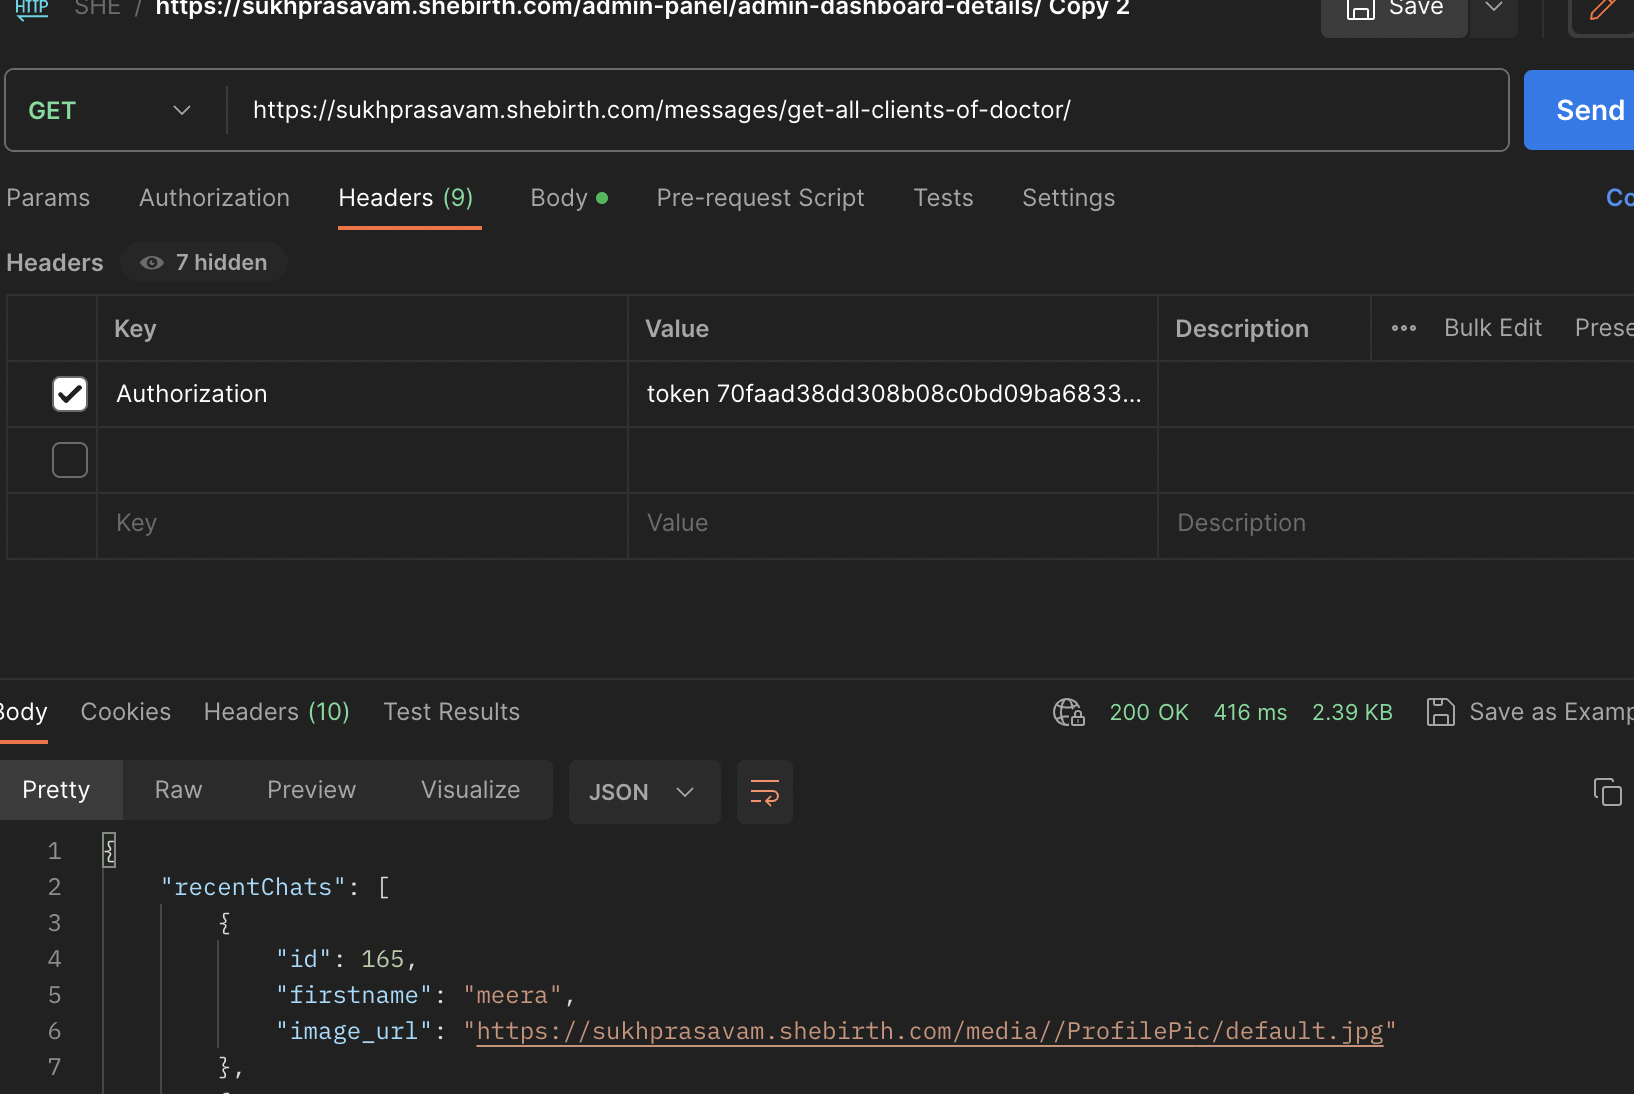 HTTP SHE / https://sukhprasavam.shebirth.com/admin-panel/admin-dashboard-details/ Copy 2 Save
GET https://sukhprasavam.shebirth.com/messages/get-all-clients-of-doctor/ Send
Params Authorization Headers (9) Body Pre-request Script Tests Settings Co
Headers 7 hidden
Key Value Description ••• Bulk Edit Prese
Authorization token 70faad38dd308b08c0bd09ba6833...
Key Value Description
Body Cookies Headers (10) Test Results 200 OK 416 ms 2.39 KB Save as Examp
Pretty Raw Preview Visualize JSON
1 {
2 "recentChats": [
3 {
4 "id": 165,
5 "firstname": "meera",
6 "image_url": "https://sukhprasavam.shebirth.com/media//ProfilePic/default.jpg"
7 },